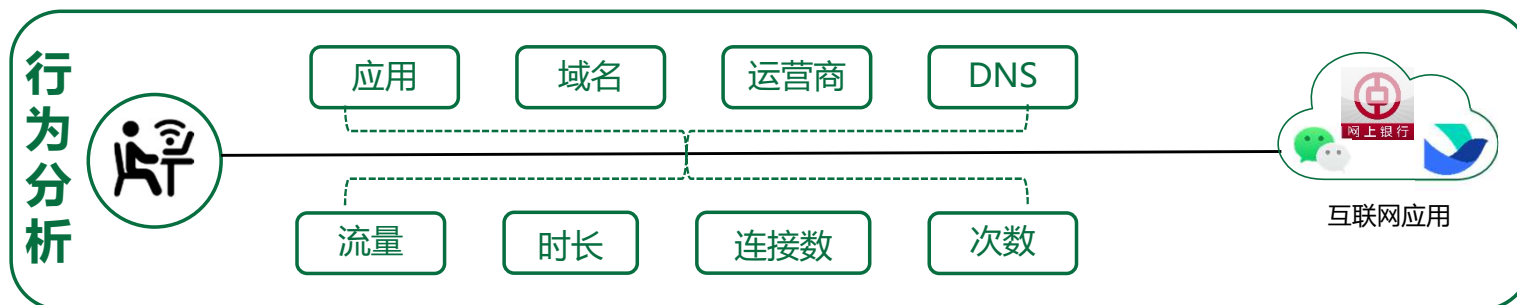 行为分析
应用
域名
运营商
DNS
网上银行
流量
时长
连接数
次数
互联网应用